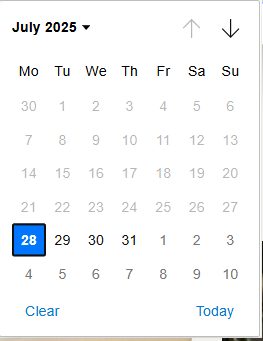 July 2025
Mo Tu We Th Fr Sa Su
30 1 2 3 4 5 6
7 8 9 10 11 12 13
14 15 16 17 18 19 20
21 22 23 24 25 26 27
28 29 30 31 1 2 3
4 5 6 7 8 9 10
Clear Today